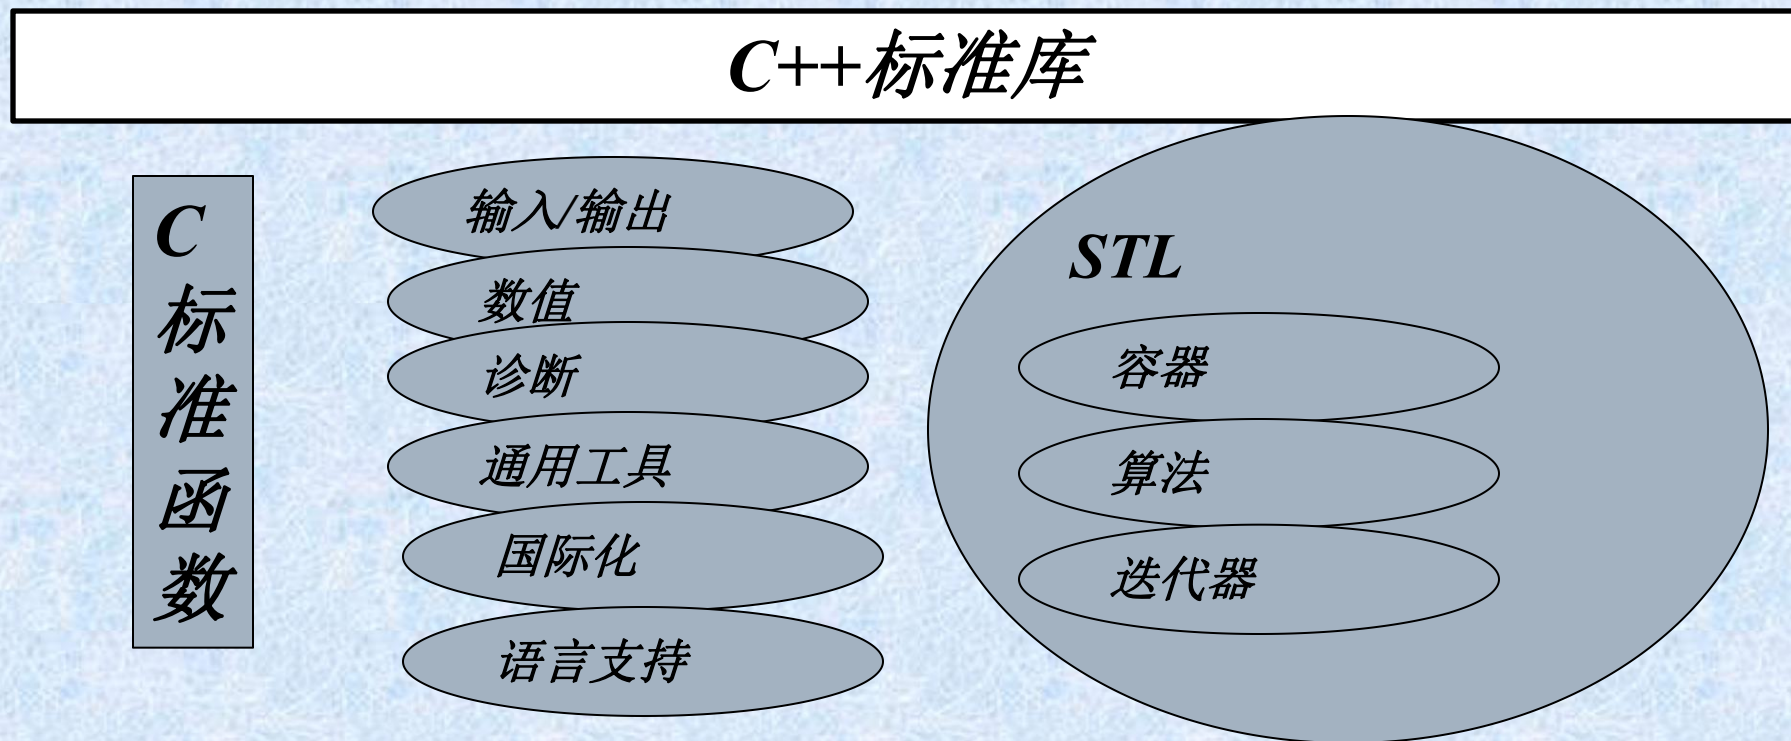 C++标准库
C
标
准
函
数
输入/输出
数值
诊断
通用工具
国际化
语言支持
STL
容器
算法
迭代器